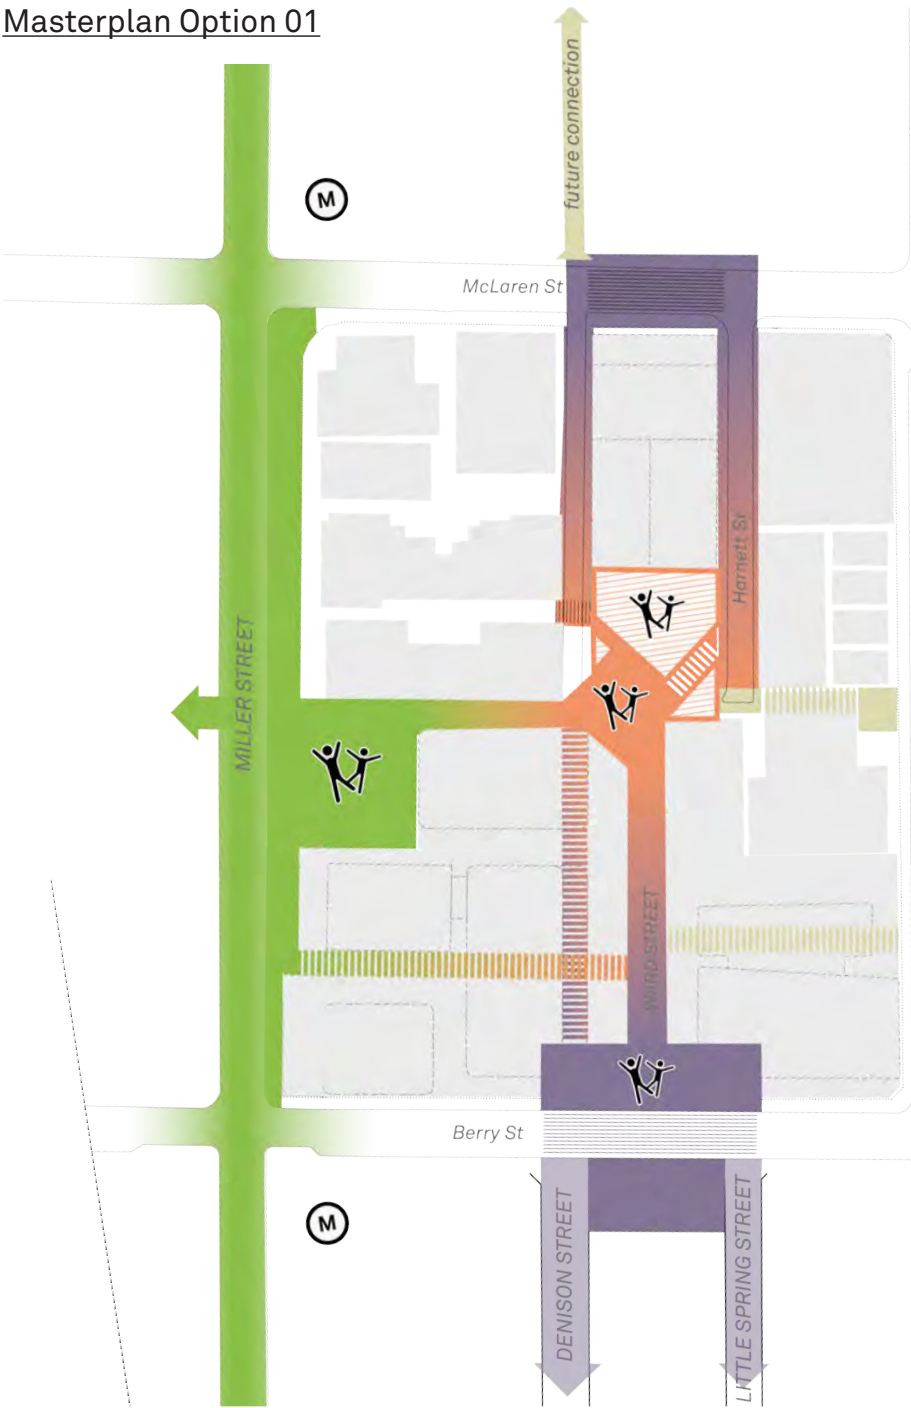 Masterplan Option 01
future connection
M
McLaren St
Harnett St
MILLER STREET
WARD STREET
Berry St
M
DENISON STREET
LITTLE SPRING STREET